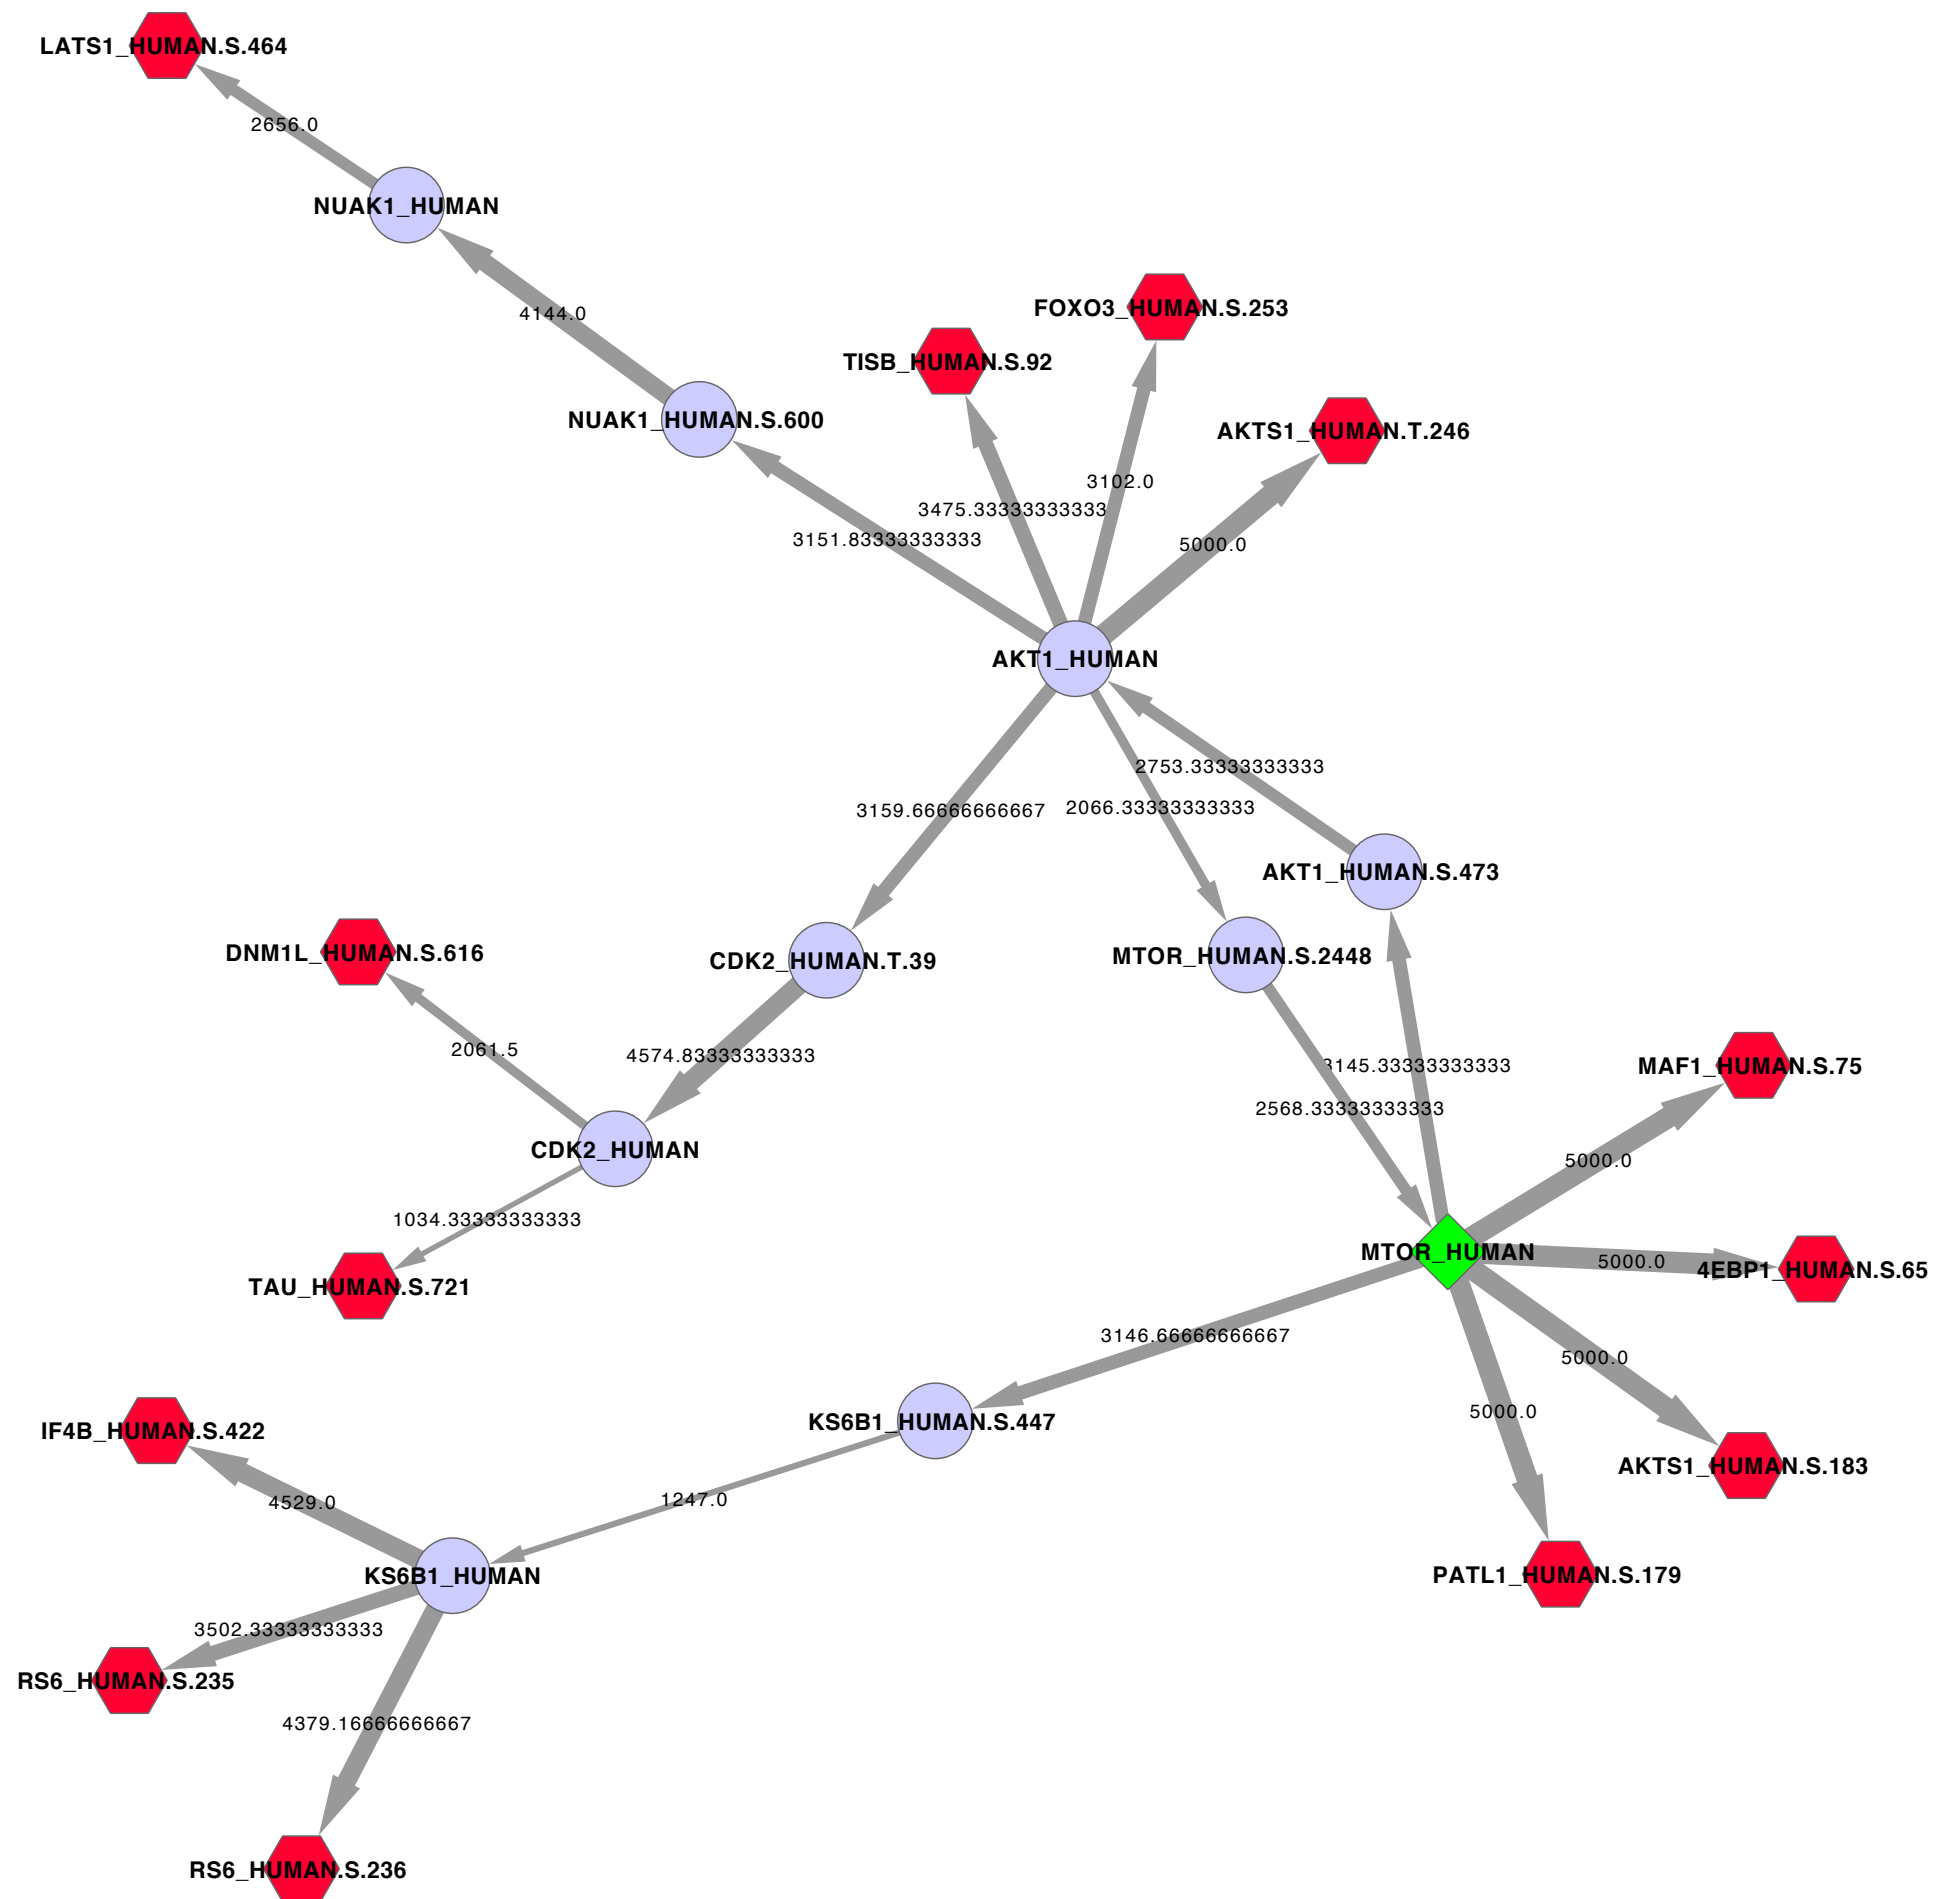 LATS1_HUMAN.S.464
2656.0
NUAK1_HUMAN
4144.0
FOXO3_HUMAN.S.253
TISB_HUMAN.S.92
NUAK1_HUMAN.S.600
AKTS1_HUMAN.T.246
3102.0
3475.33333333333
3151.83333333333
5000.0
AKT1_HUMAN
2753.33333333333
3159.66666666667
2066.33333333333
AKT1_HUMAN.S.473
DNM1L_HUMAN.S.616
CDK2_HUMAN.T.39
MTOR_HUMAN.S.2448
2061.5
4574.83333333333
3145.33333333333
MAF1_HUMAN.S.75
2568.33333333333
CDK2_HUMAN
5000.0
1034.33333333333
MTOR_HUMAN
5000.0
4EBP1_HUMAN.S.65
TAU_HUMAN.S.721
3146.66666666667
5000.0
5000.0
IF4B_HUMAN.S.422
KS6B1_HUMAN.S.447
AKTS1_HUMAN.S.183
4529.0
1247.0
KS6B1_HUMAN
PATL1_HUMAN.S.179
3502.33333333333
RS6_HUMAN.S.235
4379.16666666667
RS6_HUMAN.S.236